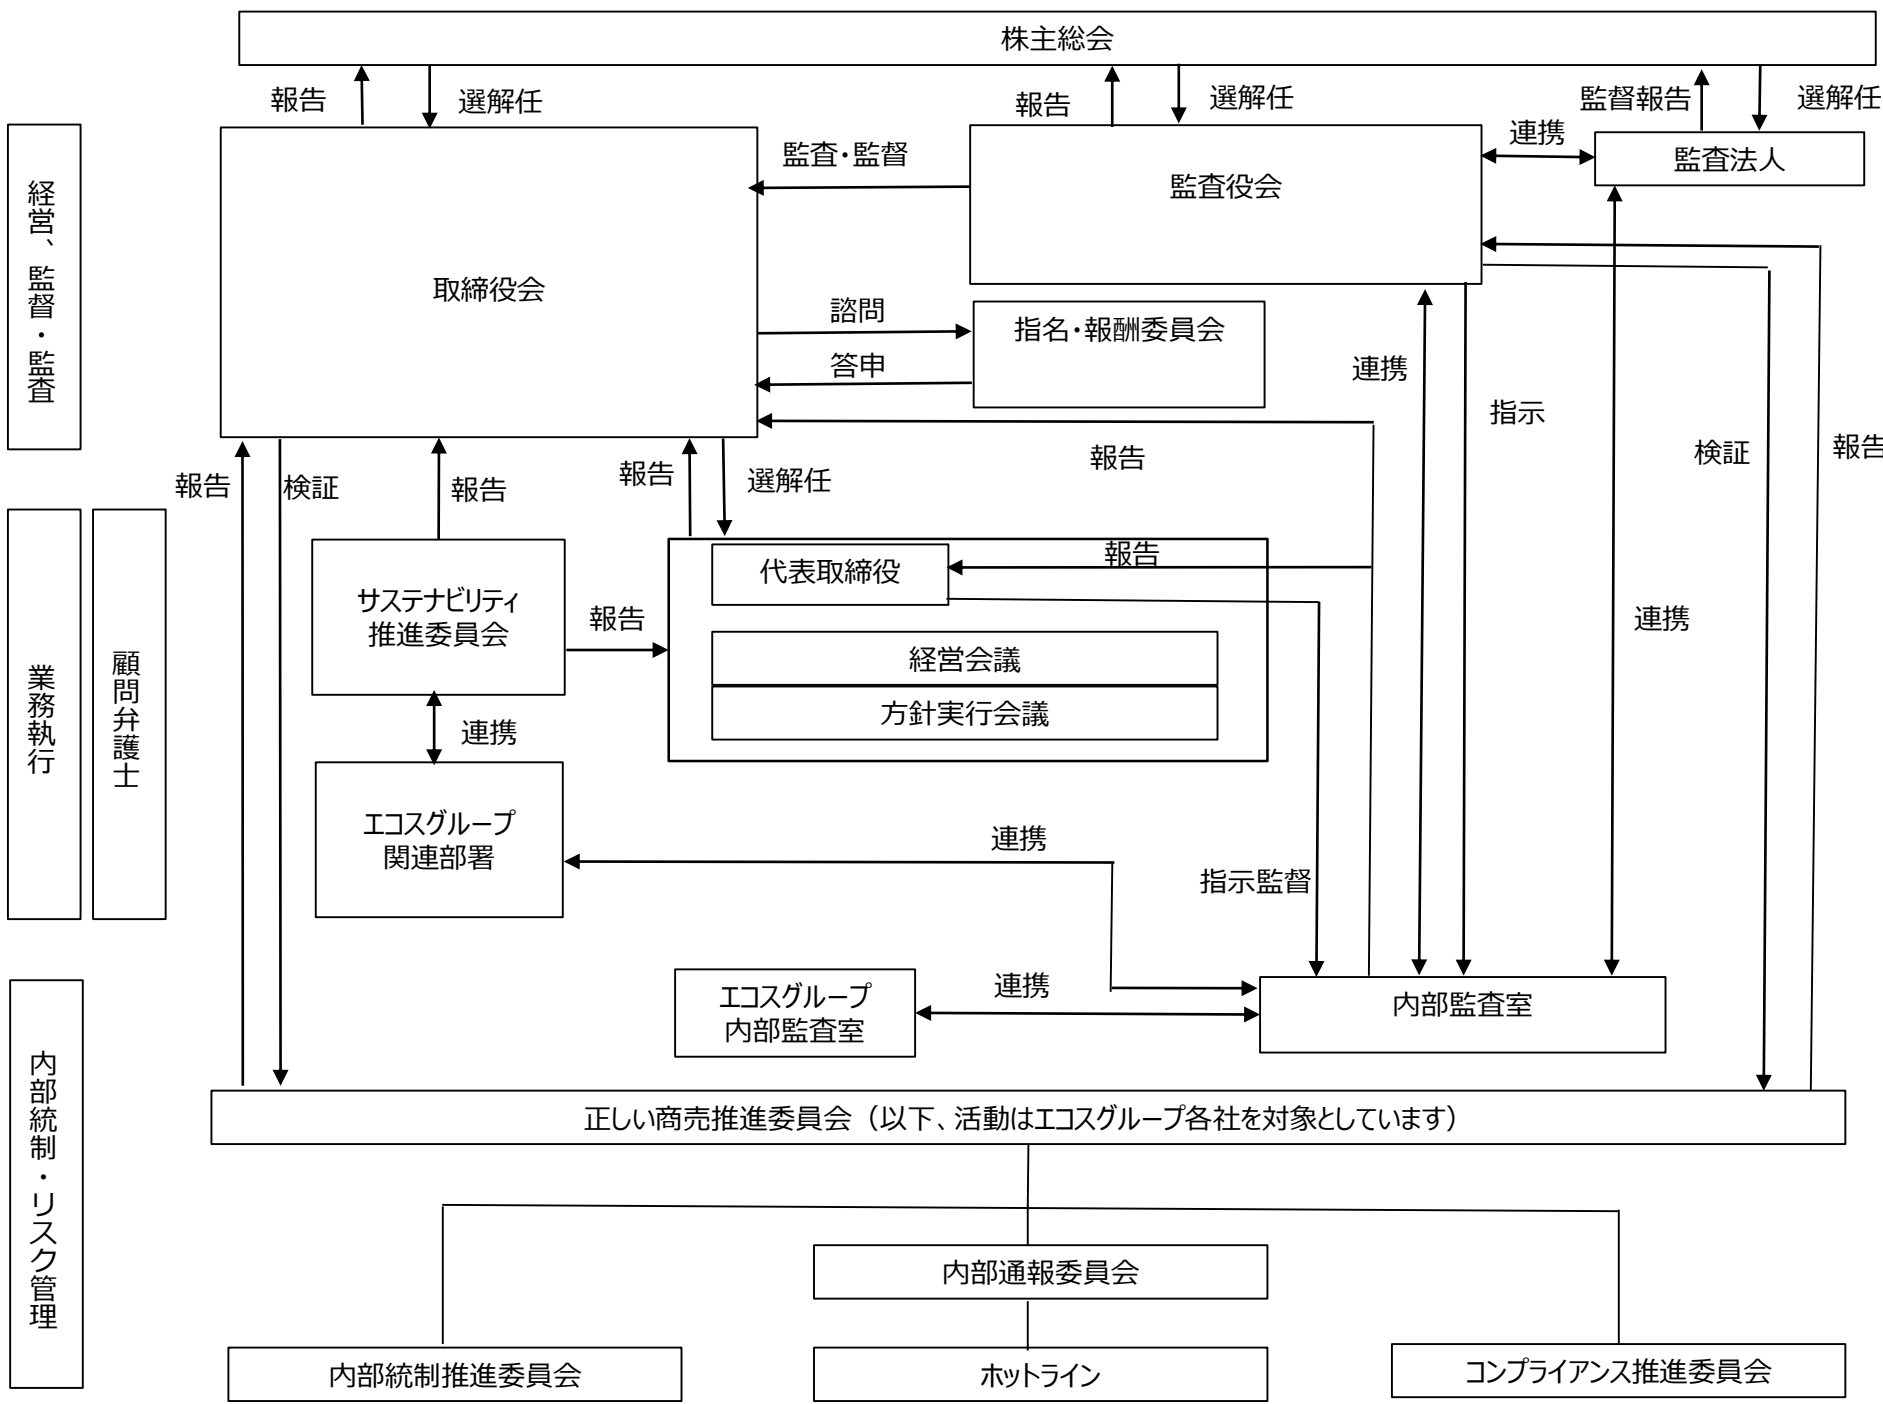 株主総会
報告
選解任
報告
選解任
監督報告
選解任
経営、監督・監査
取締役会
監査・監督
監査役会
連携
監査法人
諮問
答申
指名・報酬委員会
連携
指示
検証
報告
報告
検証
報告
報告
選解任
報告
業務執行
顧問弁護士
サステナビリティ
推進委員会
報告
代表取締役
報告
経営会議
方針実行会議
連携
連携
エコスグループ
関連部署
連携
指示監督
エコスグループ
内部監査室
連携
内部監査室
内部統制・リスク管理
正しい商売推進委員会（以下、活動はエコスグループ各社を対象としています）
内部通報委員会
内部統制推進委員会
ホットライン
コンプライアンス推進委員会